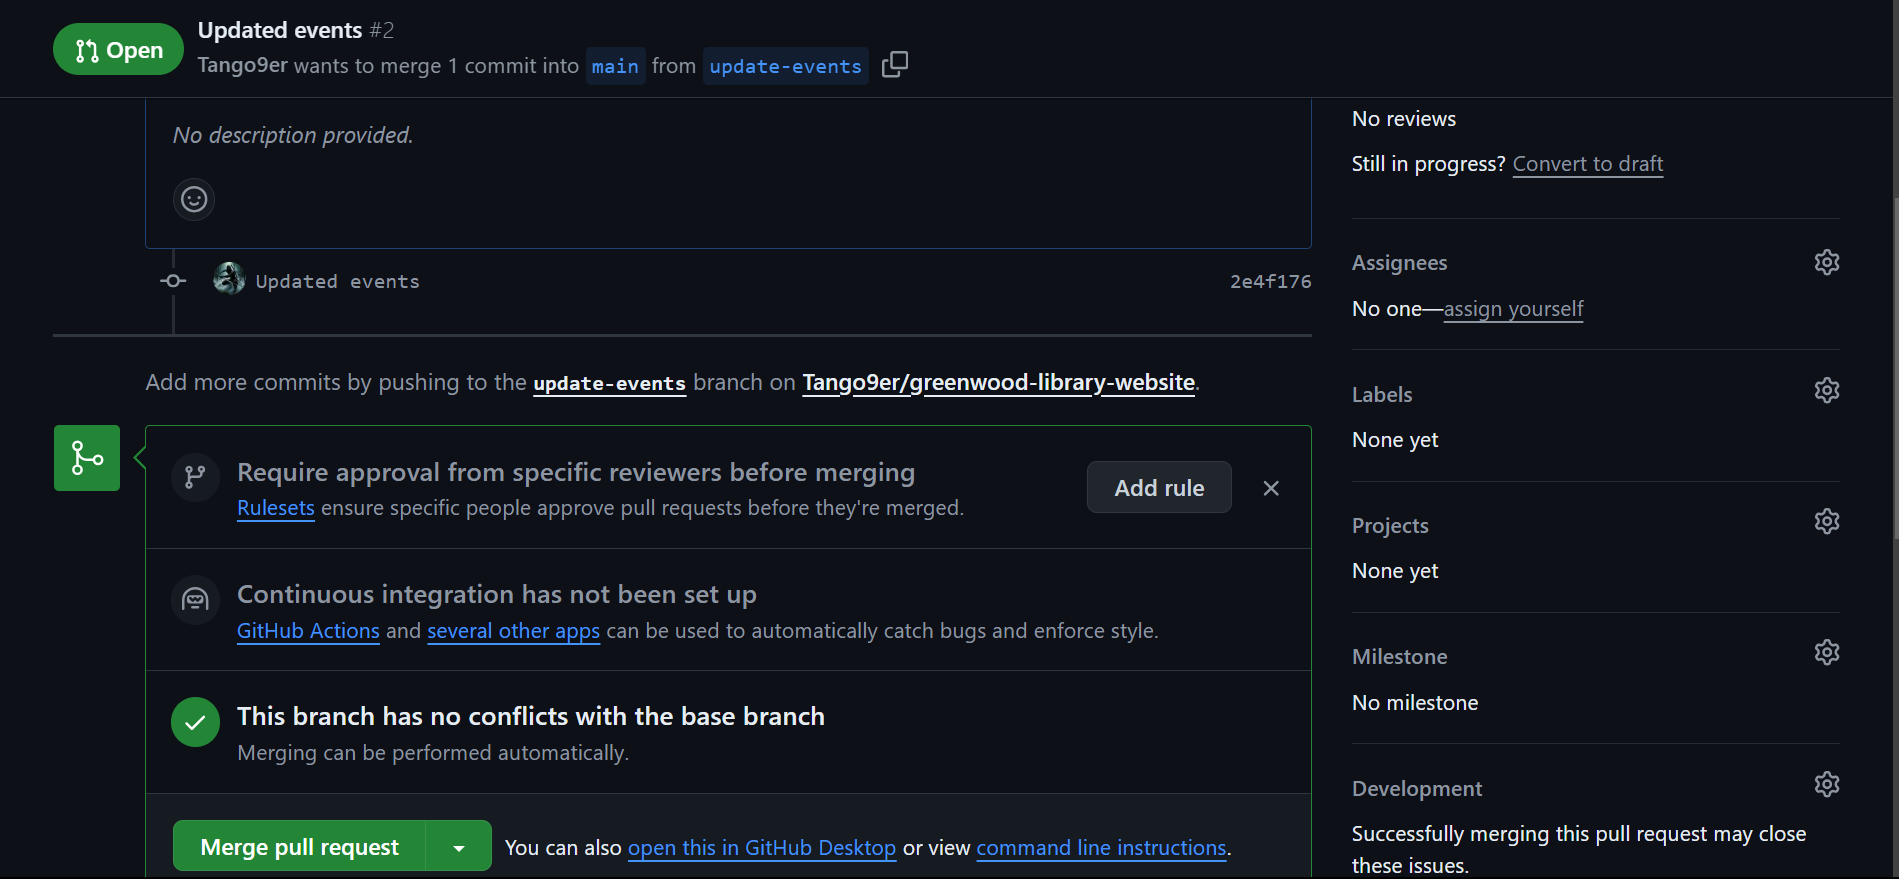 Open
Updated events #2
Tango9er wants to merge 1 commit into main from update-events
No description provided.
Updated events 2e4f176
Add more commits by pushing to the update-events branch on Tango9er/greenwood-library-website.
Require approval from specific reviewers before merging
Rulesets ensure specific people approve pull requests before they're merged.
Add rule
Continuous integration has not been set up
GitHub Actions and several other apps can be used to automatically catch bugs and enforce style.
This branch has no conflicts with the base branch
Merging can be performed automatically.
Merge pull request
You can also open this in GitHub Desktop or view command line instructions.
No reviews
Still in progress? Convert to draft
Assignees
No one—assign yourself
Labels
None yet
Projects
None yet
Milestone
No milestone
Development
Successfully merging this pull request may close
these issues.